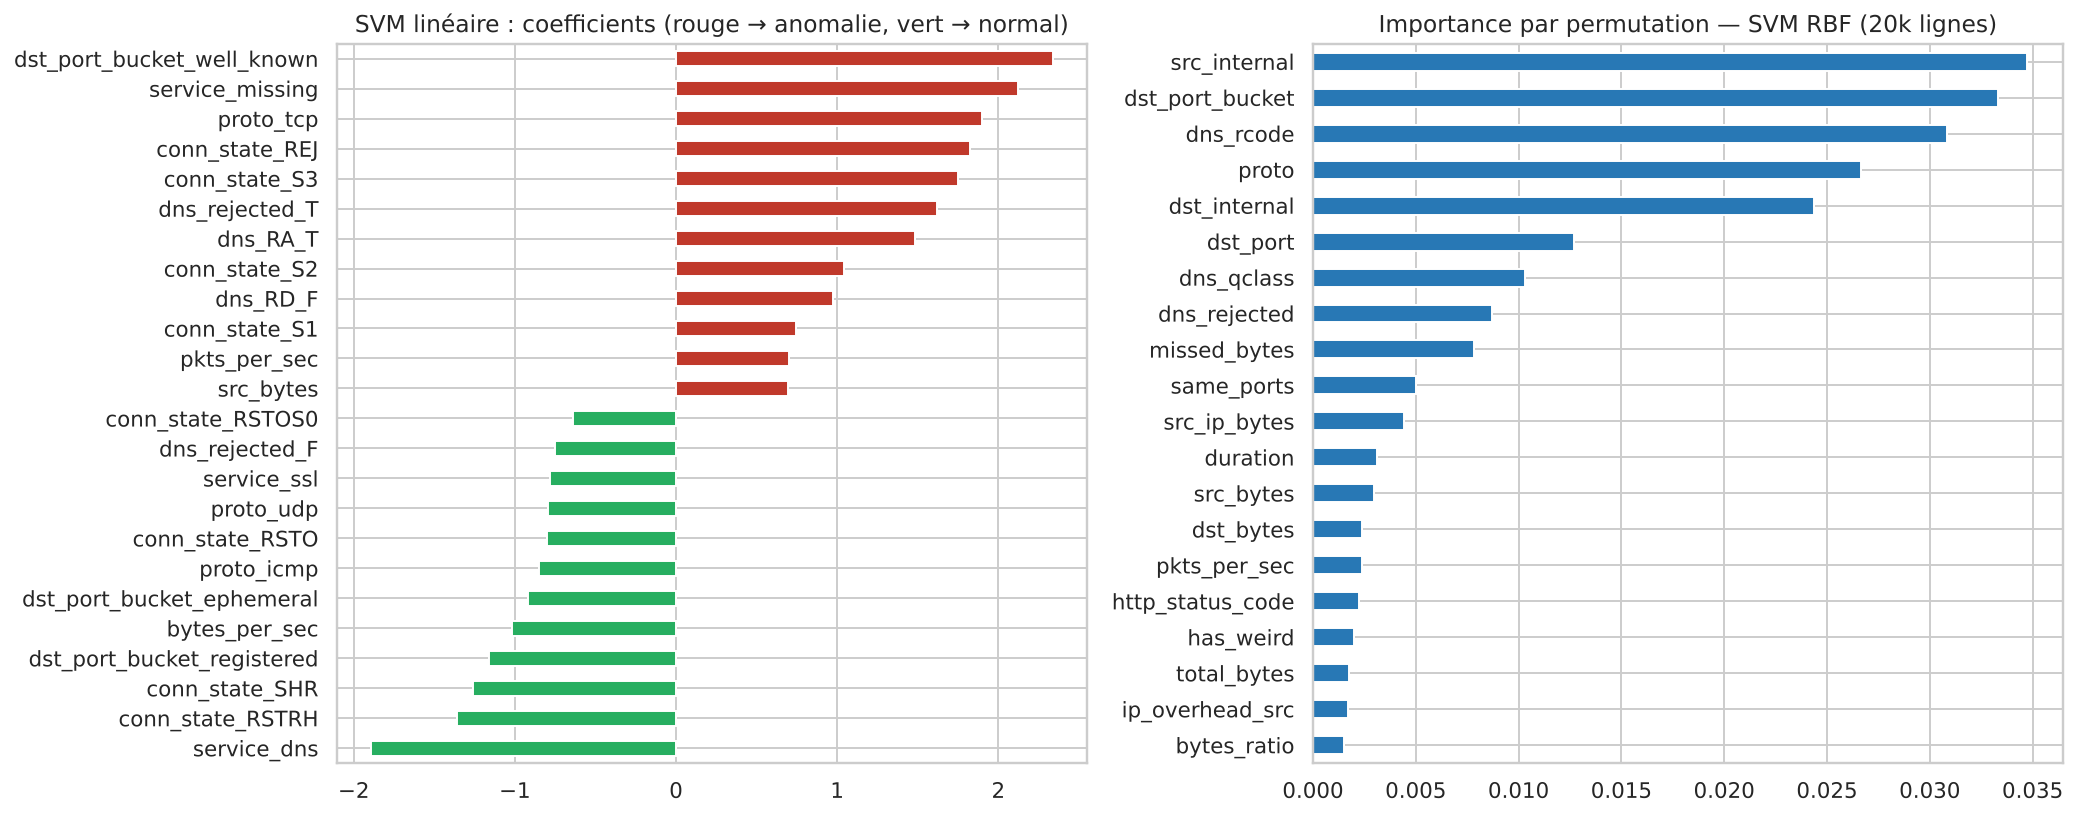 SVM linéaire : coefficients (rouge → anomalie, vert → normal)
dst_port_bucket_well_known
service_missing
proto_tcp
conn_state_REJ
conn_state_S3
dns_rejected_T
dns_RA_T
conn_state_S2
dns_RD_F
conn_state_S1
pkts_per_sec
src_bytes
conn_state_RSTOS0
dns_rejected_F
service_ssl
proto_udp
conn_state_RSTO
proto_icmp
dst_port_bucket_ephemeral
bytes_per_sec
dst_port_bucket_registered
conn_state_SHR
conn_state_RSTRH
service_dns
−2 −1 0 1 2
Importance par permutation — SVM RBF (20k lignes)
src_internal
dst_port_bucket
dns_rcode
proto
dst_internal
dst_port
dns_qclass
dns_rejected
missed_bytes
same_ports
src_ip_bytes
duration
src_bytes
dst_bytes
pkts_per_sec
http_status_code
has_weird
total_bytes
ip_overhead_src
bytes_ratio
0.000 0.005 0.010 0.015 0.020 0.025 0.030 0.035